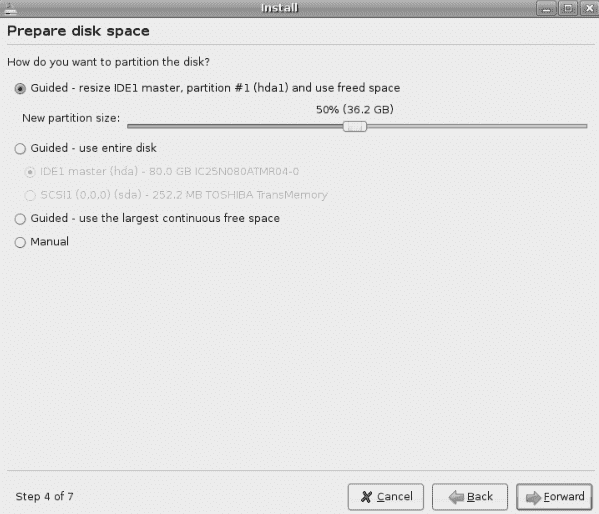 Install
Prepare disk space
How do you want to partition the disk?
Guided - resize IDE1 master, partition #1 (hda1) and use freed space
50% (36.2 GB)
New partition size:
Guided - use entire disk
IDE1 master (hda) - 80.0 GB IC25N080ATMR04-0
SCSI1 (0,0,0) (sda) - 252.2 MB TOSHIBA TransMemory
Guided - use the largest continuous free space
Manual
Step 4 of 7
Cancel
Back
Forward